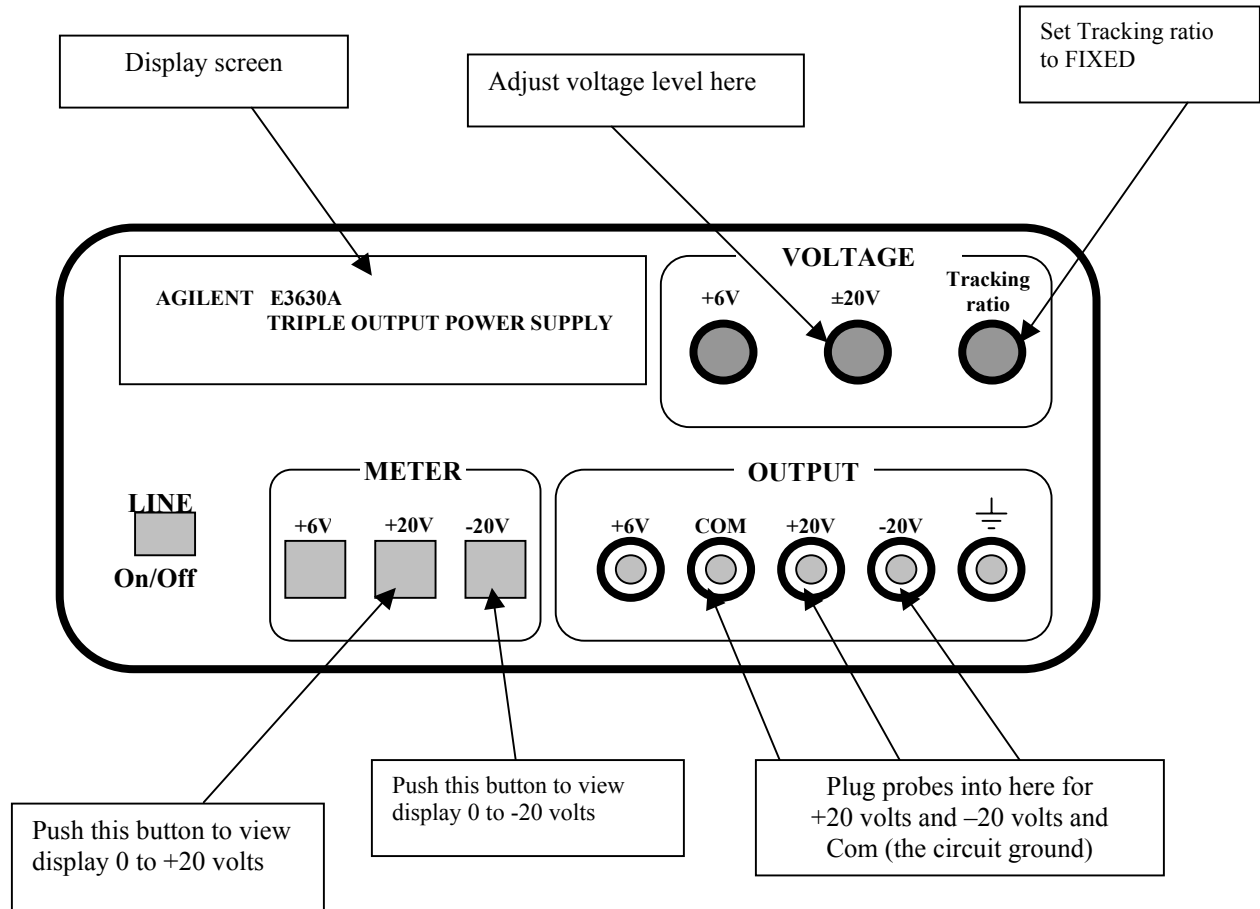 Set Tracking ratio
to FIXED
Display screen
Adjust voltage level here
VOLTAGE
AGILENT E3630A
TRIPLE OUTPUT POWER SUPPLY
+6V
±20V
Tracking
ratio
LINE
On/Off
METER
+6V
+20V
-20V
OUTPUT
+6V
COM
+20V
-20V
Push this button to view
display 0 to +20 volts
Push this button to view
display 0 to -20 volts
Plug probes into here for
+20 volts and –20 volts and
Com (the circuit ground)